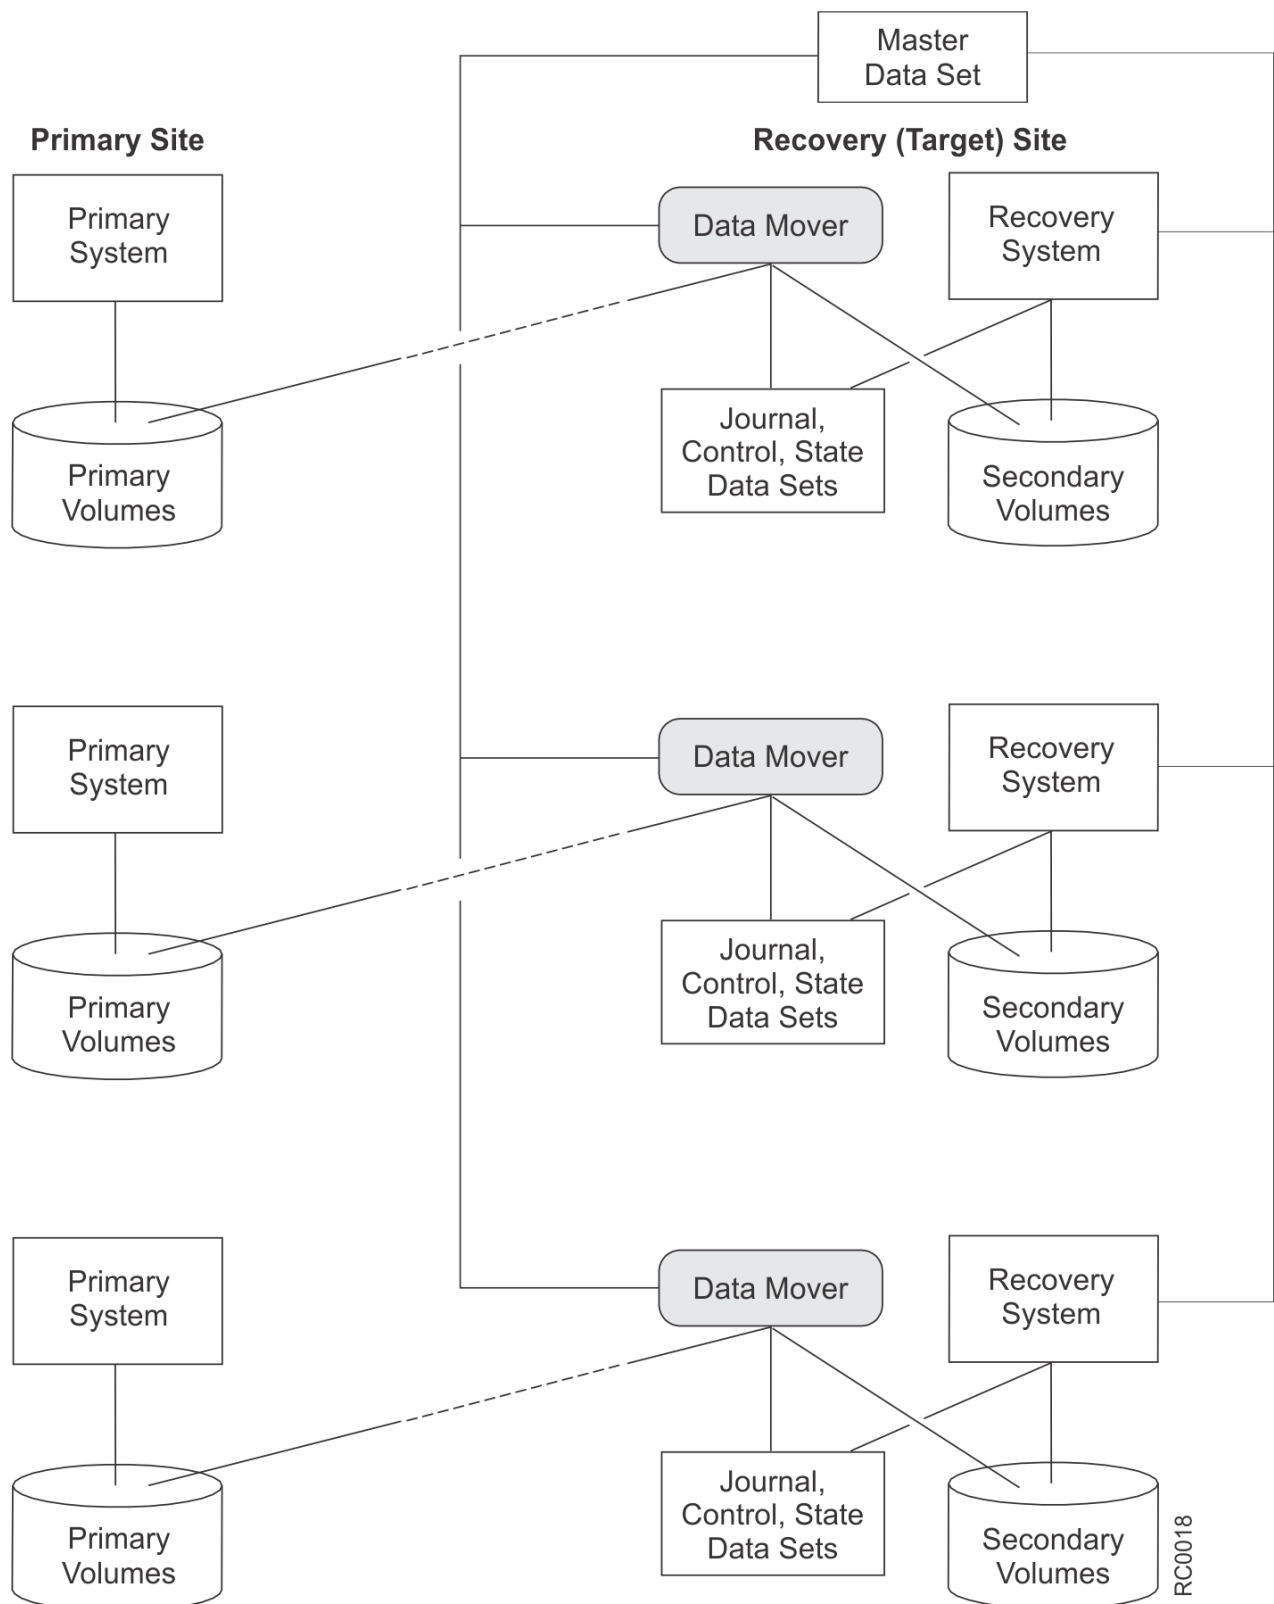 Master
Data Set
Primary Site
Recovery (Target) Site
Primary
System
Data Mover
Recovery
System
Primary
Volumes
Journal,
Control, State
Data Sets
Secondary
Volumes
Primary
System
Data Mover
Recovery
System
Primary
Volumes
Journal,
Control, State
Data Sets
Secondary
Volumes
Primary
System
Data Mover
Recovery
System
Primary
Volumes
Journal,
Control, State
Data Sets
Secondary
Volumes
RC0018